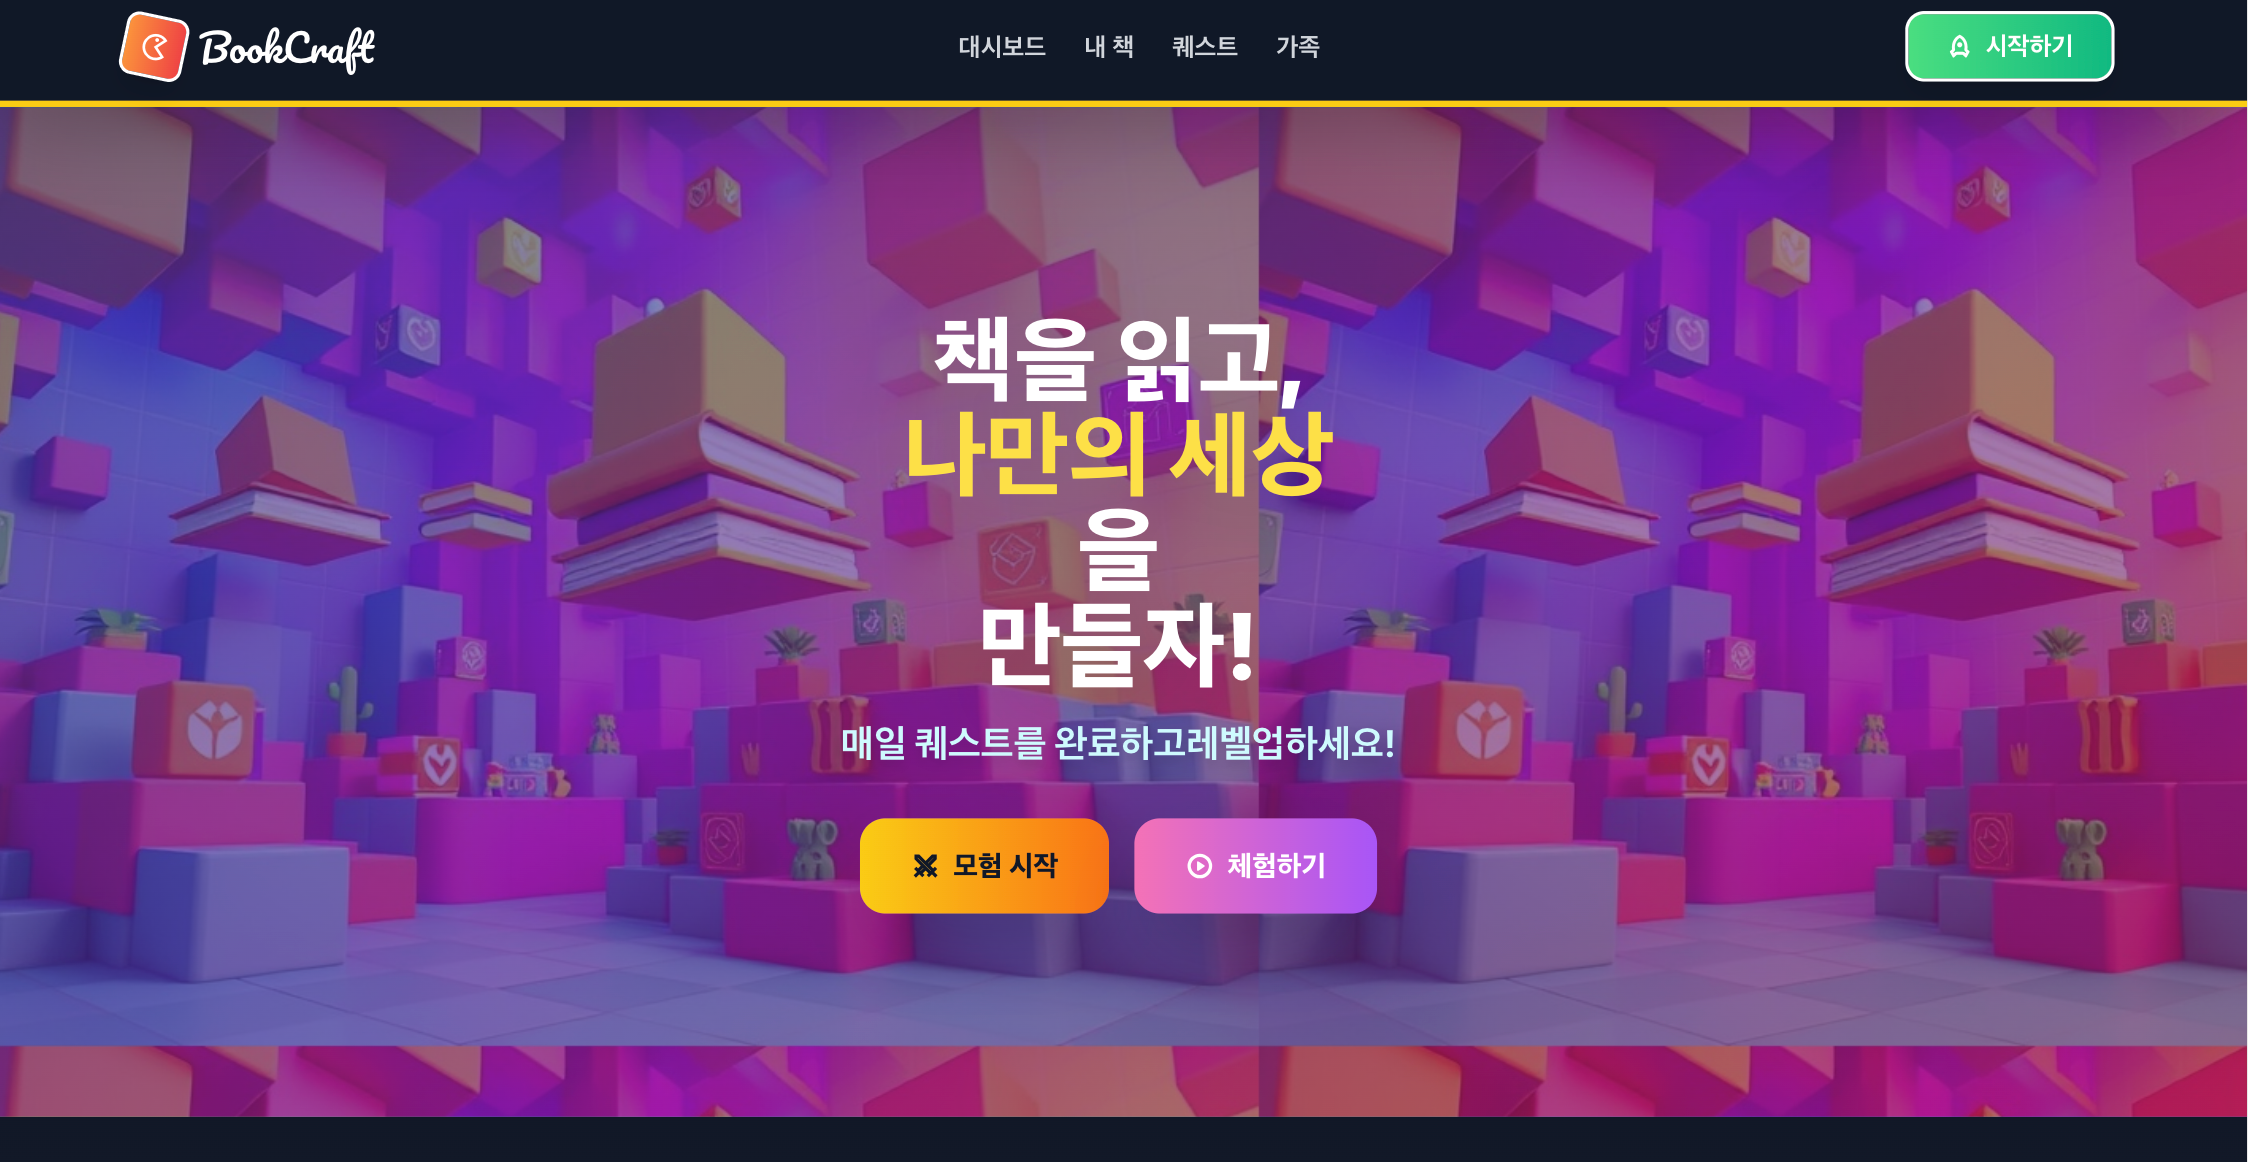 BookCraft
대시보드
내 책
퀘스트
가족
시작하기
책을 읽고,
나만의 세상
을
만들자!
매일 퀘스트를 완료하고레벨업하세요!
모험 시작
체험하기